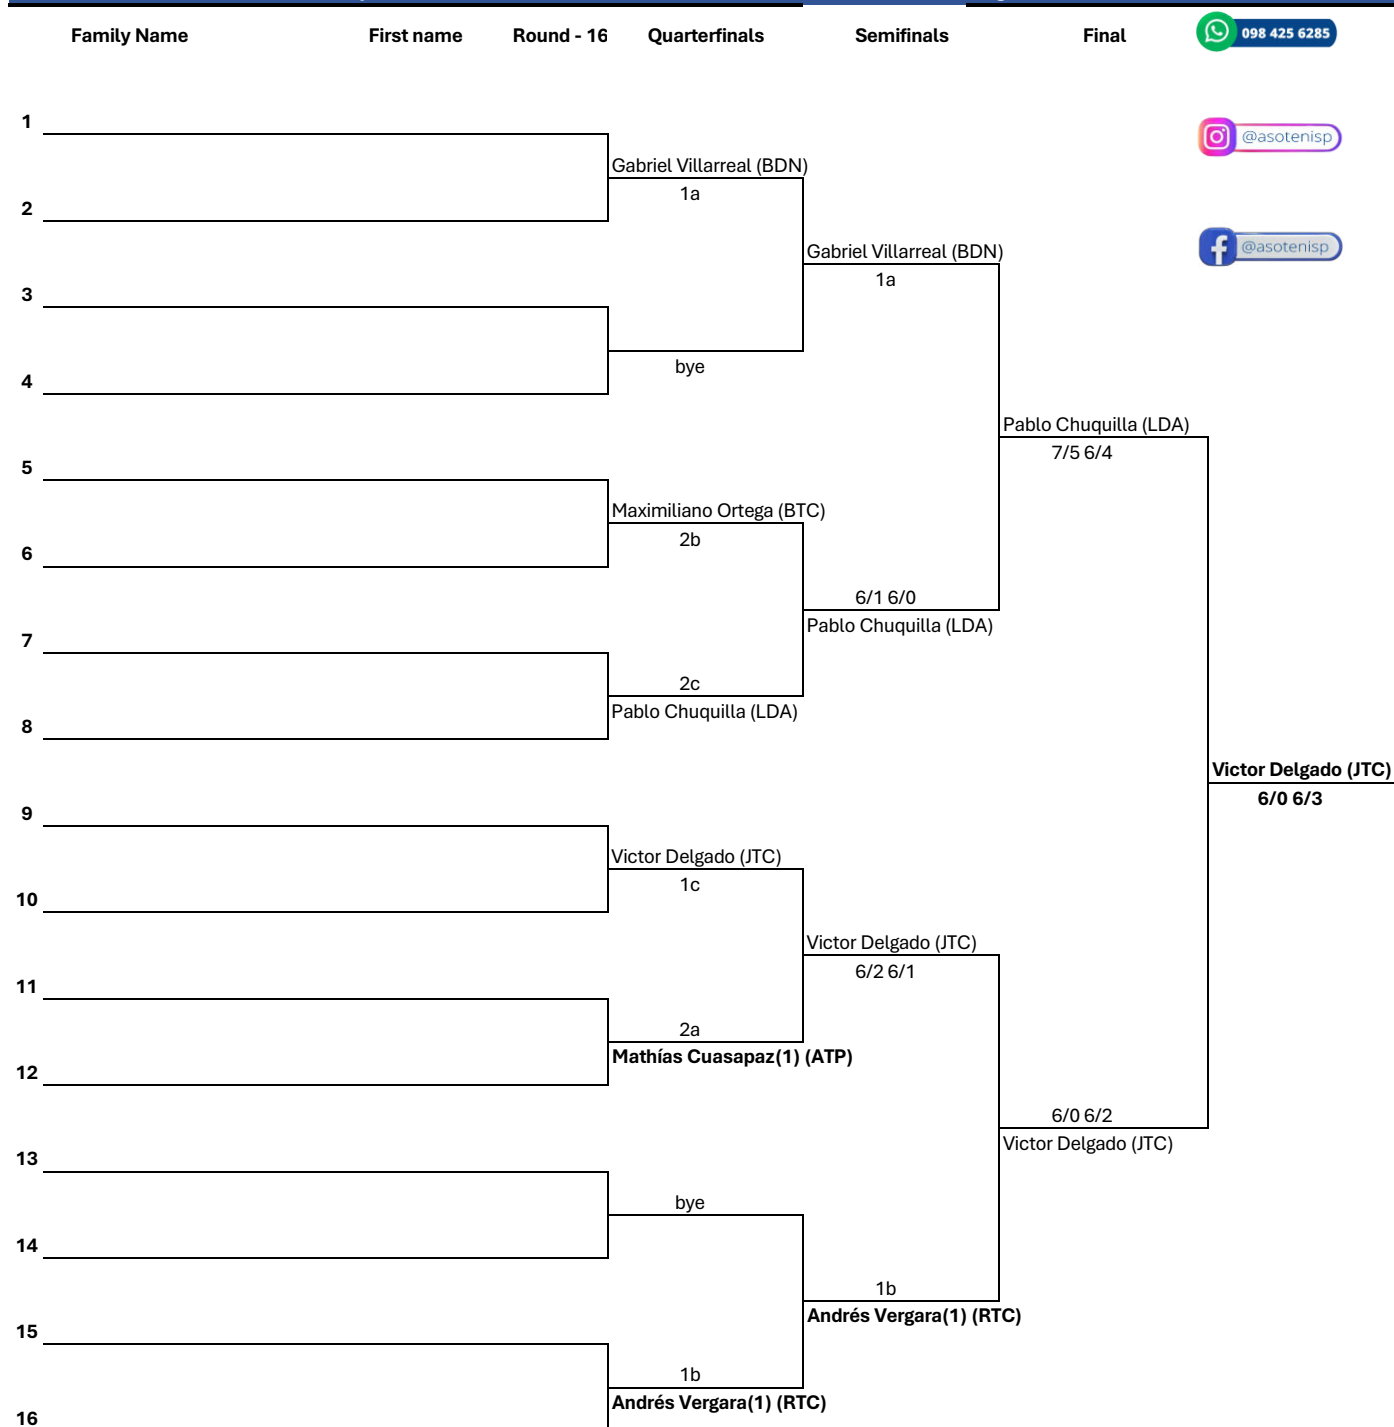 Family Name First name Round - 16 Quarterfinals Semifinals Final 098 425 6285
1
@asotenisp
Gabriel Villarreal (BDN)
1a
2
@asotenisp
Gabriel Villarreal (BDN)
1a
3
bye
4
Pablo Chuquilla (LDA)
7/5 6/4
5
Maximiliano Ortega (BTC)
2b
6
6/1 6/0
Pablo Chuquilla (LDA)
7
2c
Pablo Chuquilla (LDA)
8
Victor Delgado (JTC)
6/0 6/3
9
Victor Delgado (JTC)
1c
10
Victor Delgado (JTC)
6/2 6/1
11
2a
Mathías Cuasapaz(1) (ATP)
12
6/0 6/2
Victor Delgado (JTC)
13
bye
14
1b
Andrés Vergara(1) (RTC)
15
1b
Andrés Vergara(1) (RTC)
16